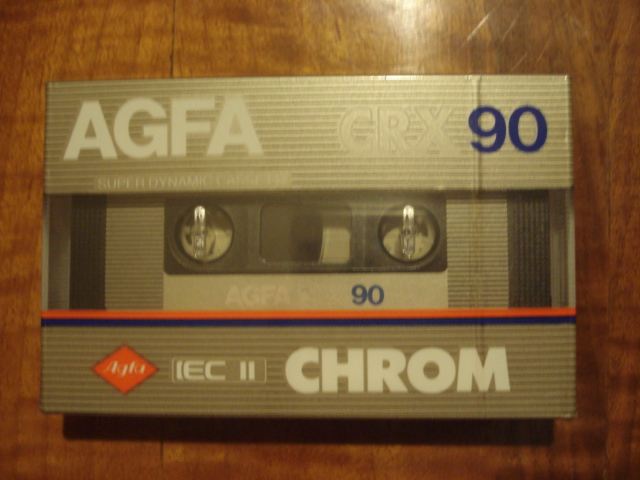 AGFA CRX 90
SUPER DYNAMIC CASSETTE
AGFA 90
Agfa IEC II CHROM